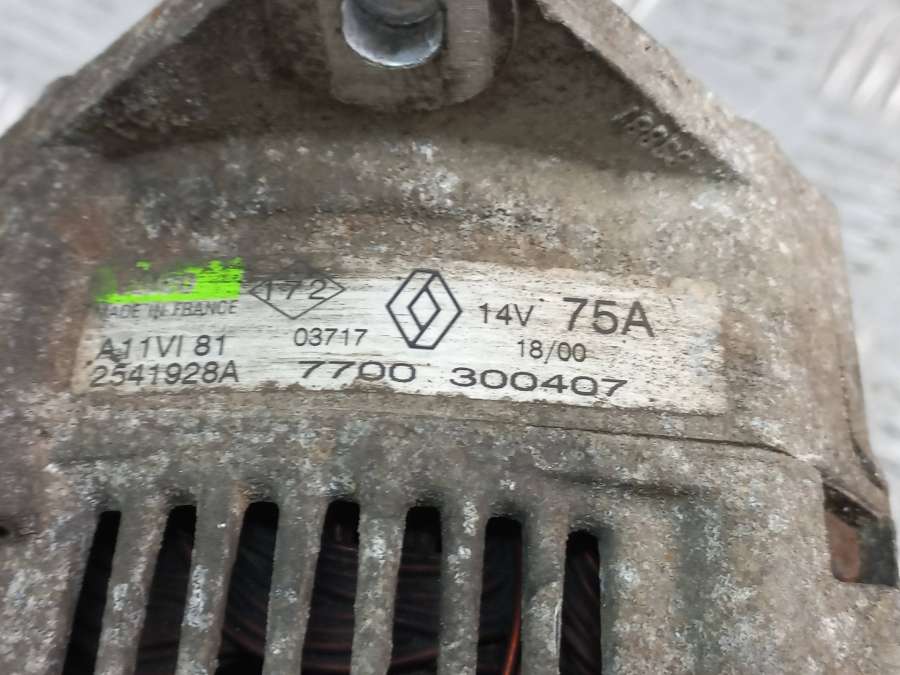 172
14V 75A
MADE IN FRANCE
A11VI 81 03717 18/00
2541928A 7700 300407